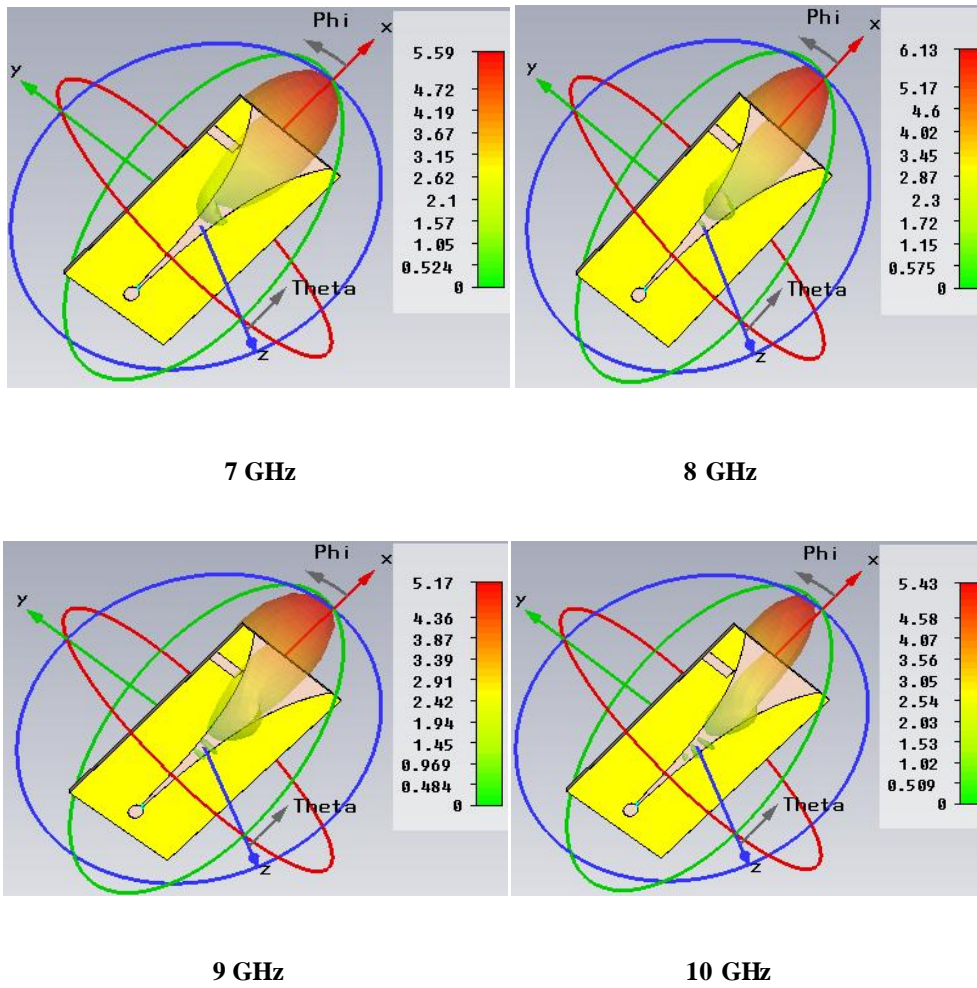 Phi
x
y
5.59
4.72
4.19
3.67
3.15
2.62
2.1
1.57
1.05
0.524
0
Theta
z
Phi
x
y
6.13
5.17
4.6
4.02
3.45
2.87
2.3
1.72
1.15
0.575
0
Theta
z
7 GHz
8 GHz
Phi
x
y
5.17
4.36
3.87
3.39
2.91
2.42
1.94
1.45
0.969
0.484
0
Theta
z
Phi
x
y
5.43
4.58
4.07
3.56
3.05
2.54
2.03
1.53
1.02
0.509
0
Theta
z
9 GHz
10 GHz